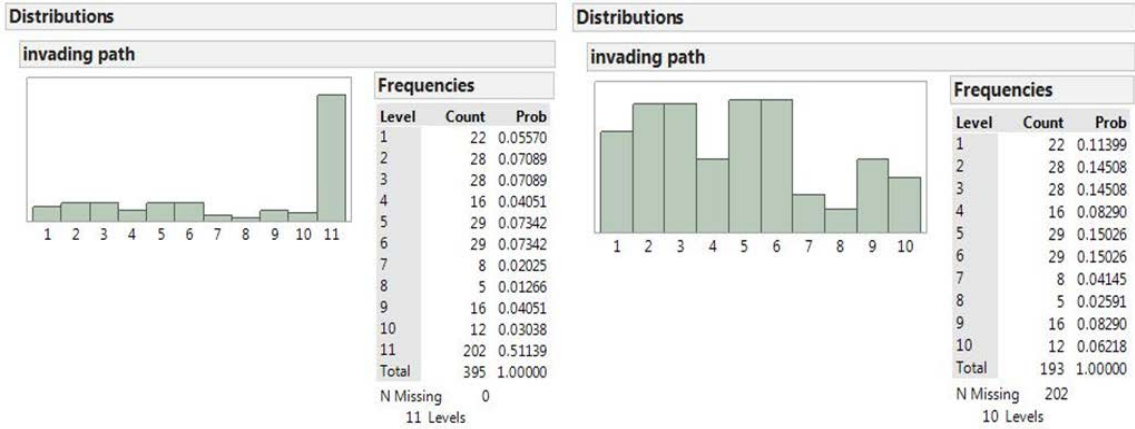 Distributions
invading path
1 2 3 4 5 6 7 8 9 10 11
Frequencies
Level Count Prob
1 22 0.05570
2 28 0.07089
3 28 0.07089
4 16 0.04051
5 29 0.07342
6 29 0.07342
7 8 0.02025
8 5 0.01266
9 16 0.04051
10 12 0.03038
11 202 0.51139
Total 395 1.00000
N Missing 0
11 Levels
Distributions
invading path
1 2 3 4 5 6 7 8 9 10
Frequencies
Level Count Prob
1 22 0.11399
2 28 0.14508
3 28 0.14508
4 16 0.08290
5 29 0.15026
6 29 0.15026
7 8 0.04145
8 5 0.02591
9 16 0.08290
10 12 0.06218
Total 193 1.00000
N Missing 202
10 Levels